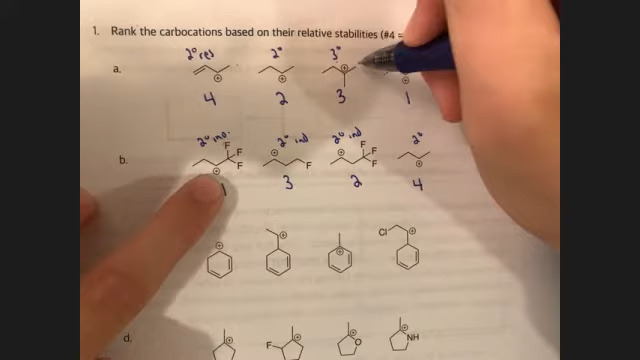 1. Rank the carbocations based on their relative stabilities (#4 =
2° res 2° 3°
a.
4 2 3 1
2° ind. 2° ind 2° ind 2°
b.
F F F F F F F
1 3 2 4
Cl
d.
F O NH